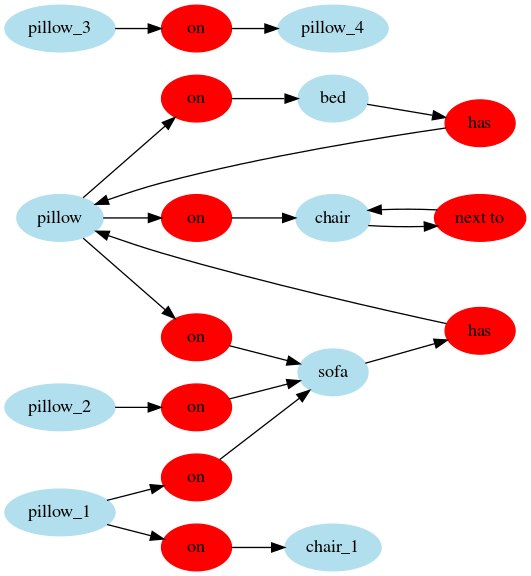 pillow_3
on
pillow_4
on
bed
has
pillow
on
chair
next to
on
has
sofa
pillow_2
on
on
pillow_1
on
chair_1